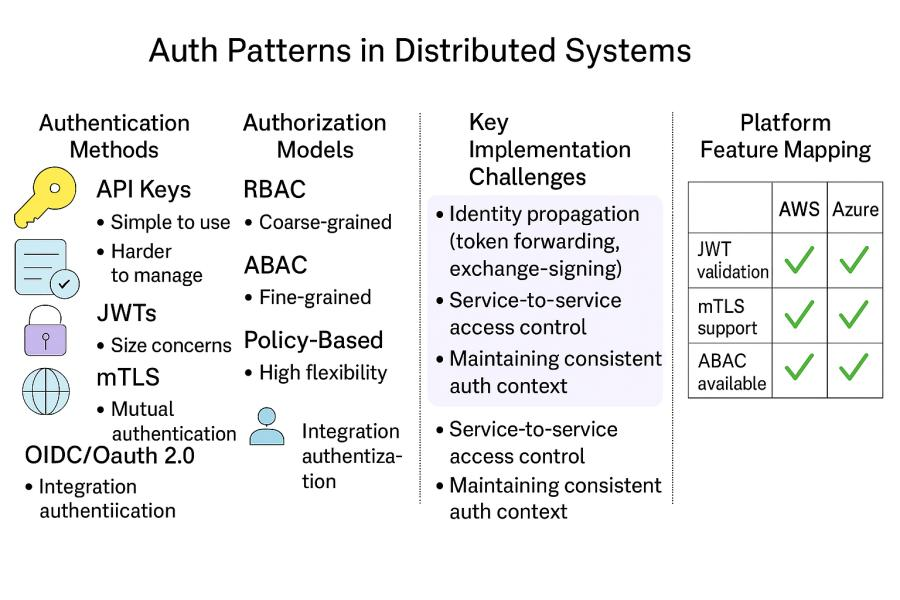 Auth Patterns in Distributed Systems
Authentication
Methods
API Keys
• Simple to use
• Harder
to manage
JWTs
• Size concerns
mTLS
• Mutual
authentication
OIDC/Oauth 2.0
• Integration
authentiication
Authorization
Models
RBAC
• Coarse-grained
ABAC
• Fine-grained
Policy-Based
• High flexibility
Integration
authentiza-
tion
Key
Implementation
Challenges
• Identity propagation
(token forwarding,
exchange-signing)
• Service-to-service
access control
• Maintaining consistent
auth context
• Service-to-service
access control
• Maintaining consistent
auth context
Platform
Feature Mapping
AWS Azure
JWT
validation
mTLS
support
ABAC
available